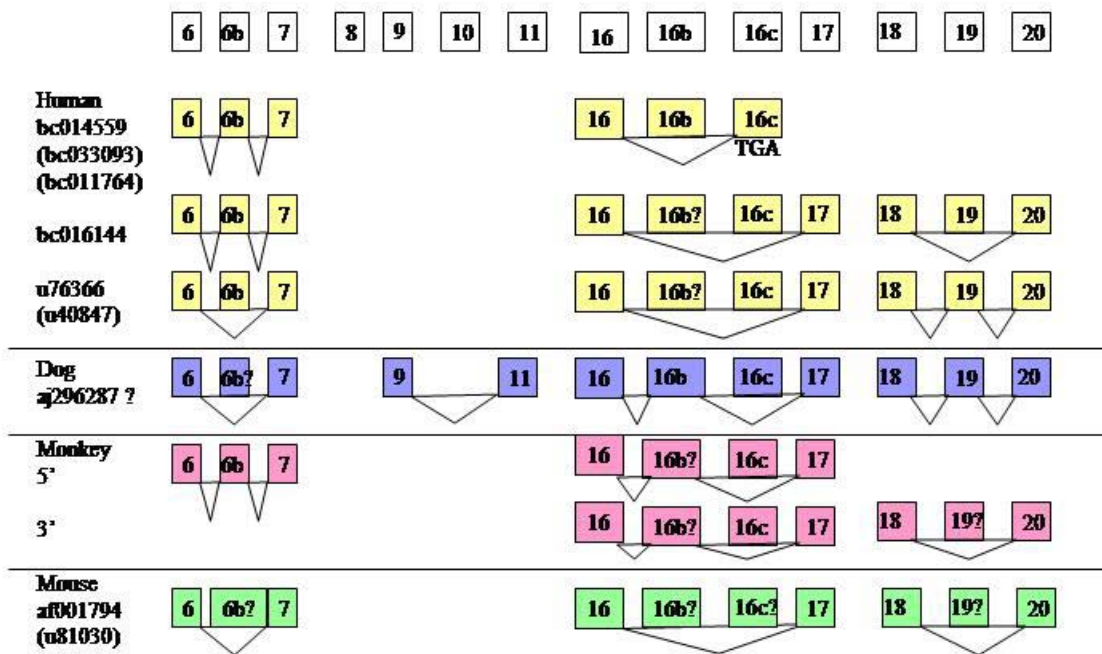 6 6b 7 8 9 10 11 16 16b 16c 17 18 19 20
Human
bc014559
(bc033093)
(bc011764)
6 6b 7 16 16b 16c
TGA
bc016144
6 6b 7 16 16b? 16c 17 18 19 20
u76366
(u40847)
6 6b 7 16 16b? 16c 17 18 19 20
Dog
aj296287 ?
6 6b? 7 9 11 16 16b 16c 17 18 19 20
Monkey
5'
6 6b 7 16 16b? 16c 17
3'
16 16b? 16c 17 18 19? 20
Mouse
af001794
(u81030)
6 6b? 7 16 16b? 16c? 17 18 19? 20